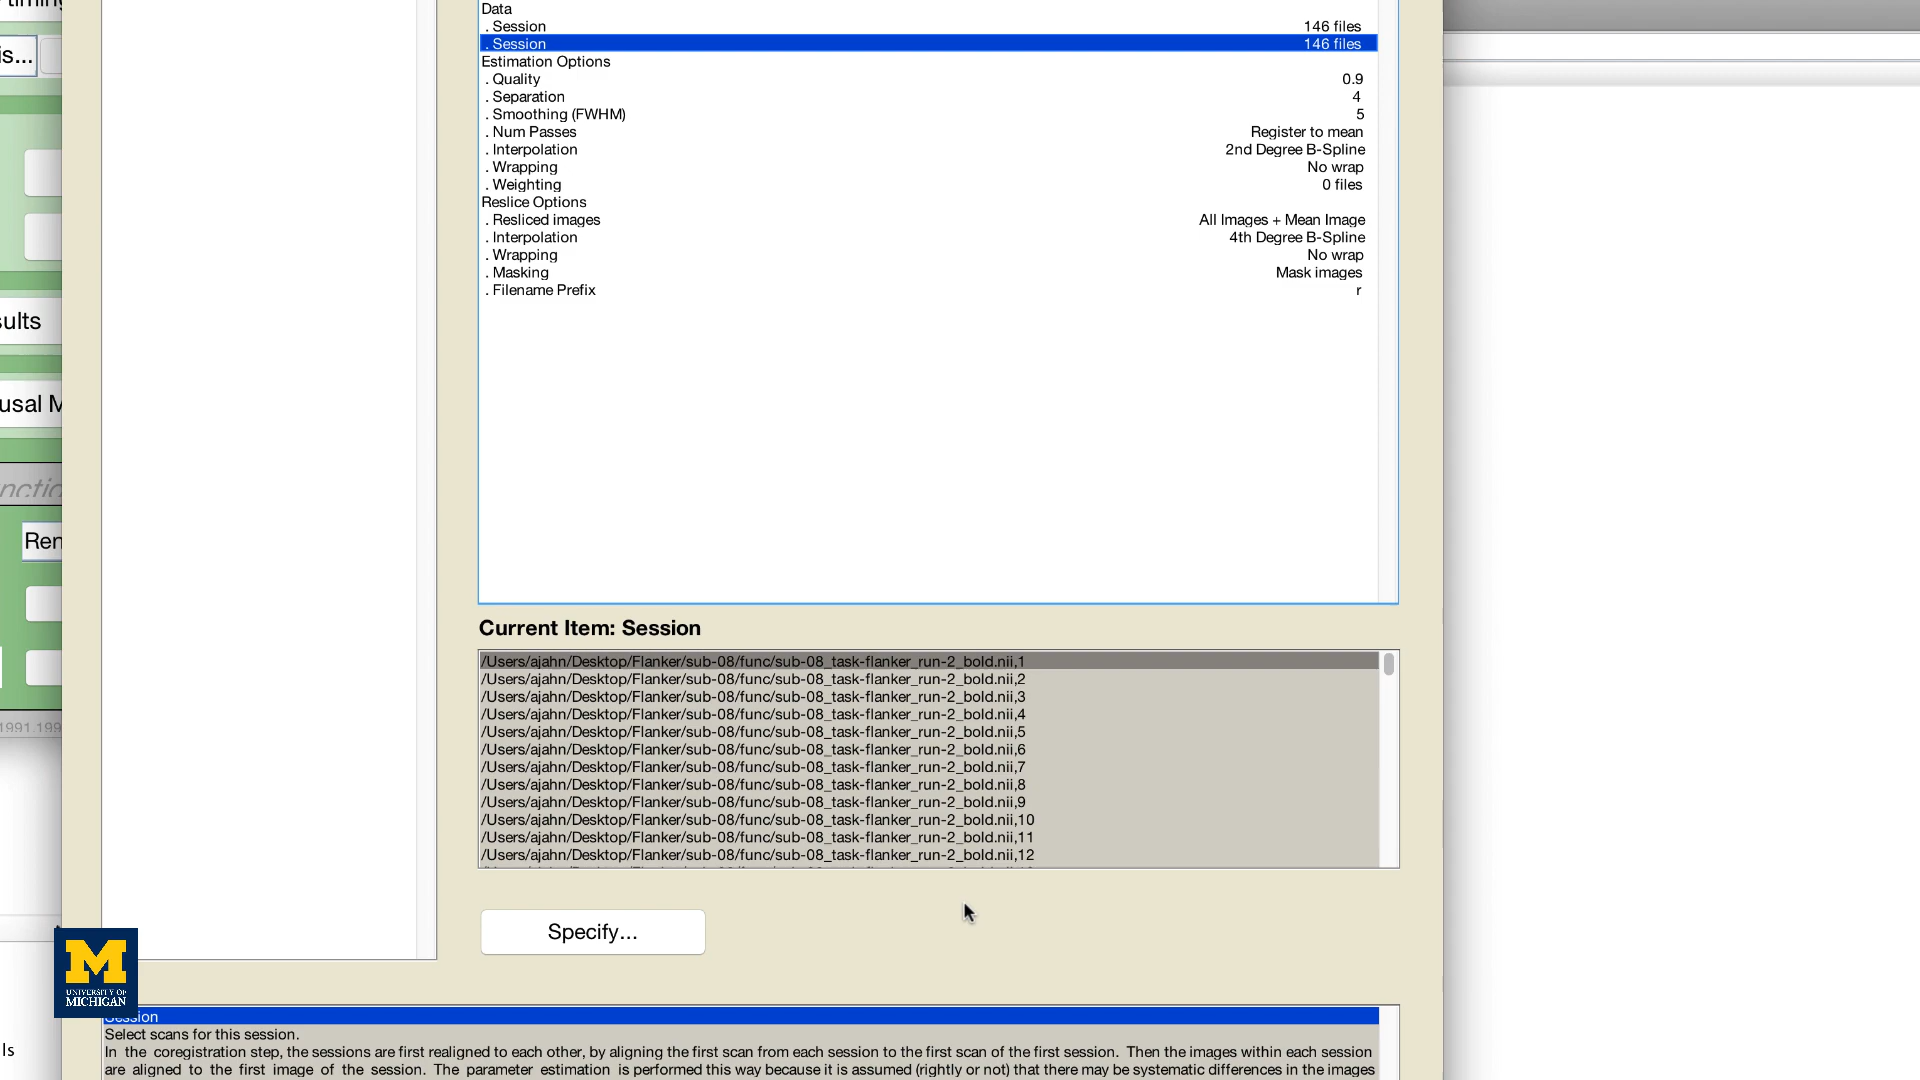 timing
is...
sults
usal M
unctio
Ren
1991,199
ls
Data
. Session 146 files
. Session 146 files
Estimation Options
. Quality 0.9
. Separation 4
. Smoothing (FWHM) 5
. Num Passes Register to mean
. Interpolation 2nd Degree B-Spline
. Wrapping No wrap
. Weighting 0 files
Reslice Options
. Resliced images All Images + Mean Image
. Interpolation 4th Degree B-Spline
. Wrapping No wrap
. Masking Mask images
. Filename Prefix r
Current Item: Session
/Users/ajahn/Desktop/Flanker/sub-08/func/sub-08_task-flanker_run-2_bold.nii,1
/Users/ajahn/Desktop/Flanker/sub-08/func/sub-08_task-flanker_run-2_bold.nii,2
/Users/ajahn/Desktop/Flanker/sub-08/func/sub-08_task-flanker_run-2_bold.nii,3
/Users/ajahn/Desktop/Flanker/sub-08/func/sub-08_task-flanker_run-2_bold.nii,4
/Users/ajahn/Desktop/Flanker/sub-08/func/sub-08_task-flanker_run-2_bold.nii,5
/Users/ajahn/Desktop/Flanker/sub-08/func/sub-08_task-flanker_run-2_bold.nii,6
/Users/ajahn/Desktop/Flanker/sub-08/func/sub-08_task-flanker_run-2_bold.nii,7
/Users/ajahn/Desktop/Flanker/sub-08/func/sub-08_task-flanker_run-2_bold.nii,8
/Users/ajahn/Desktop/Flanker/sub-08/func/sub-08_task-flanker_run-2_bold.nii,9
/Users/ajahn/Desktop/Flanker/sub-08/func/sub-08_task-flanker_run-2_bold.nii,10
/Users/ajahn/Desktop/Flanker/sub-08/func/sub-08_task-flanker_run-2_bold.nii,11
/Users/ajahn/Desktop/Flanker/sub-08/func/sub-08_task-flanker_run-2_bold.nii,12
Specify...
M
UNIVERSITY OF
MICHIGAN
Session
Select scans for this session.
In the coregistration step, the sessions are first realigned to each other, by aligning the first scan from each session to the first scan of the first session. Then the images within each session
are aligned to the first image of the session. The parameter estimation is performed this way because it is assumed (rightly or not) that there may be systematic differences in the images